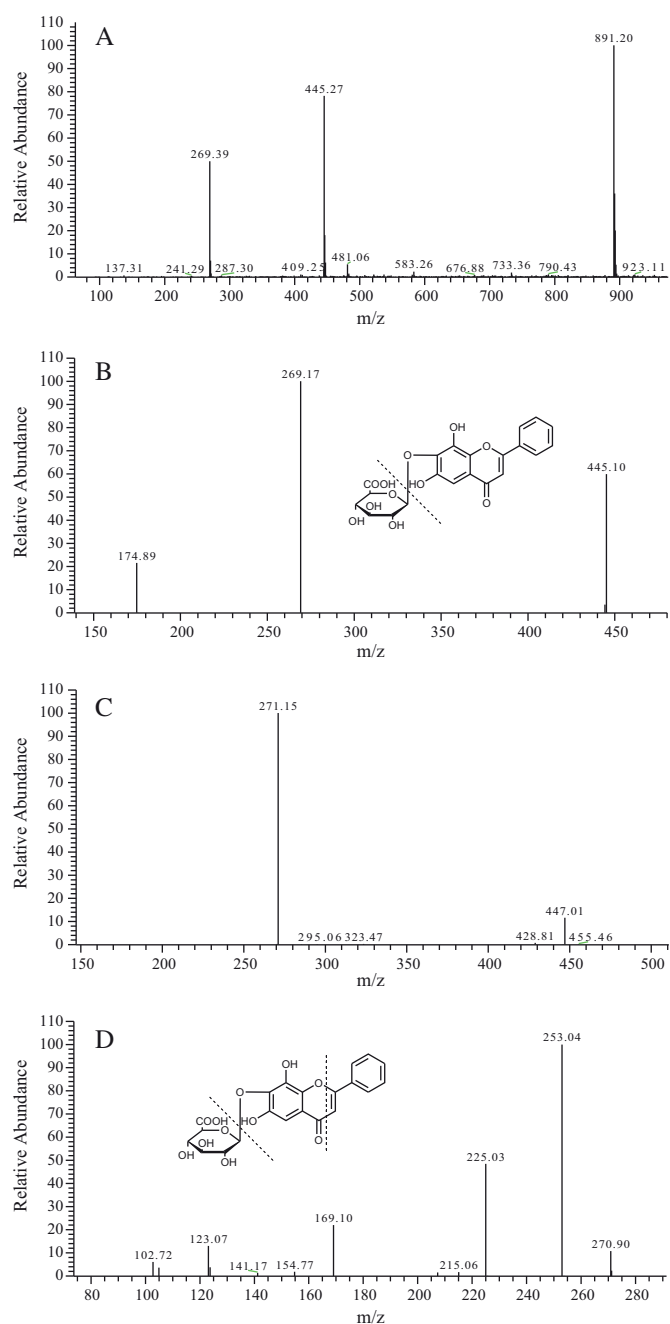 A
110
100
90
80
70
60
50
40
30
20
10
0
Relative Abundance
891.20
445.27
269.39
137.31
241.29
287.30
409.25
481.06
583.26
676.88
733.36
790.43
923.11
100 200 300 400 500 600 700 800 900
m/z
B
110
100
90
80
70
60
50
40
30
20
10
0
Relative Abundance
269.17
445.10
174.89
OH
O
O
HO
O
COOH
O
OH
HO
OH
150 200 250 300 350 400 450
m/z
C
110
100
90
80
70
60
50
40
30
20
10
0
Relative Abundance
271.15
295.06
323.47
428.81
447.01
455.46
150 200 250 300 350 400 450 500
m/z
D
110
100
90
80
70
60
50
40
30
20
10
0
Relative Abundance
253.04
225.03
169.10
123.07
102.72
141.17
154.77
215.06
270.90
OH
O
O
HO
O
COOH
O
HO
OH
OH
80 100 120 140 160 180 200 220 240 260 280
m/z